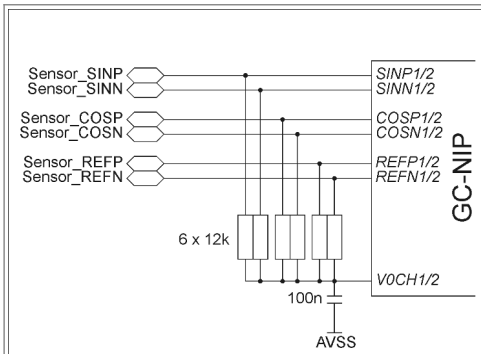 Sensor_SINP SINP1/2
Sensor_SINN SINN1/2
Sensor_COSP COSP1/2
Sensor_COSN COSN1/2
Sensor_REFP REFP1/2
Sensor_REFN REFN1/2
GC-NIP
6 x 12k
V0CH1/2
100n
AVSS